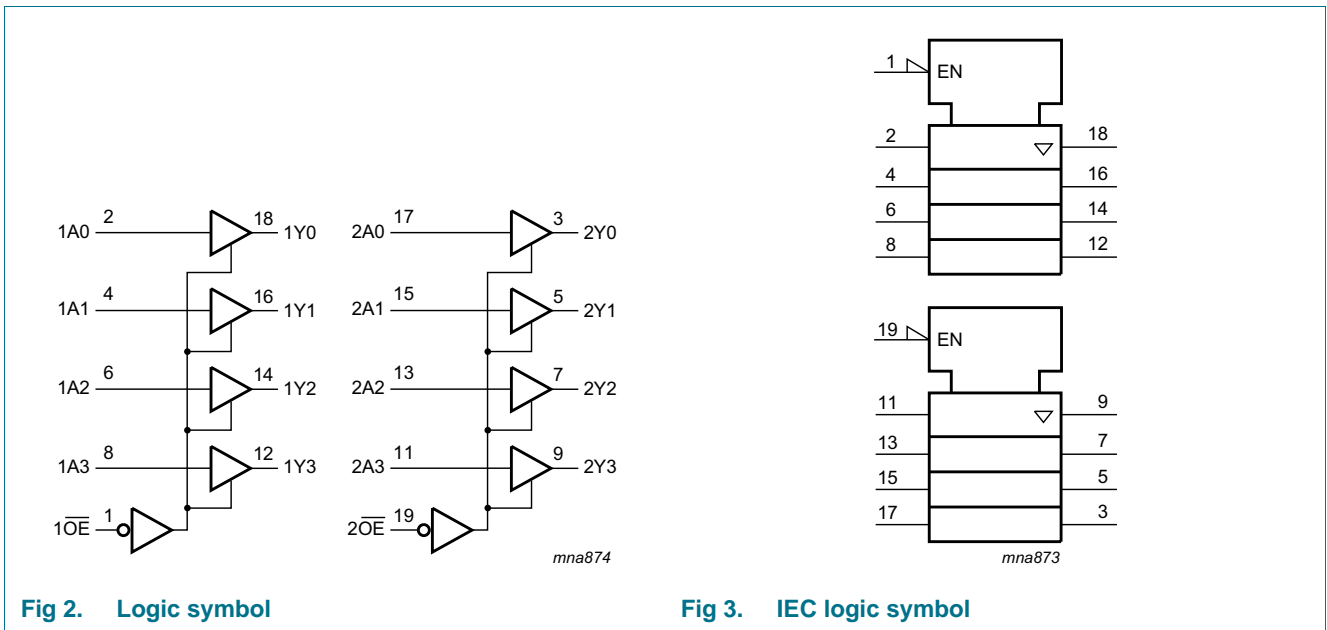 1A0 2 18 1Y0
1A1 4 16 1Y1
1A2 6 14 1Y2
1A3 8 12 1Y3
1O̅E̅ 1
2A0 17 3 2Y0
2A1 15 5 2Y1
2A2 13 7 2Y2
2A3 11 9 2Y3
2O̅E̅ 19
mna874
Fig 2. Logic symbol
1 EN
2 18
4 16
6 14
8 12
19 EN
11 9
13 7
15 5
17 3
mna873
Fig 3. IEC logic symbol